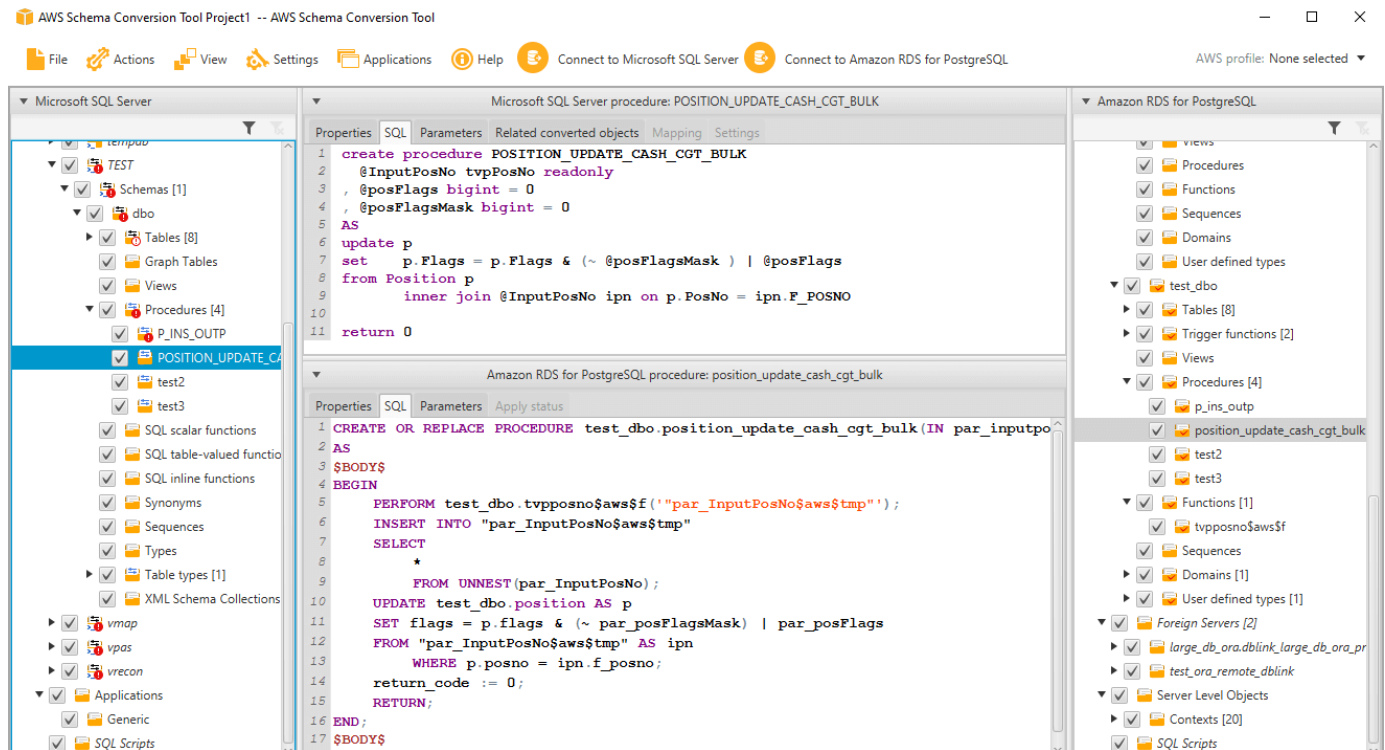 AWS Schema Conversion Tool Project1 -- AWS Schema Conversion Tool
File Actions View Settings Applications Help Connect to Microsoft SQL Server Connect to Amazon RDS for PostgreSQL AWS profile: None selected
Microsoft SQL Server
tempdb
TEST
Schemas [1]
dbo
Tables [8]
Graph Tables
Views
Procedures [4]
P_INS_OUTP
POSITION_UPDATE_CA
test2
test3
SQL scalar functions
SQL table-valued functio
SQL inline functions
Synonyms
Sequences
Types
Table types [1]
XML Schema Collections
vmap
vpas
vrecon
Applications
Generic
SQL Scripts
Microsoft SQL Server procedure: POSITION_UPDATE_CASH_CGT_BULK
Properties SQL Parameters Related converted objects Mapping Settings
1 create procedure POSITION_UPDATE_CASH_CGT_BULK
2 @InputPosNo tvpPosNo readonly
3 , @posFlags bigint = 0
4 , @posFlagsMask bigint = 0
5 AS
6 update p
7 set p.Flags = p.Flags & (~ @posFlagsMask ) | @posFlags
8 from Position p
9 inner join @InputPosNo ipn on p.PosNo = ipn.F_POSNO
10
11 return 0
Amazon RDS for PostgreSQL procedure: position_update_cash_cgt_bulk
Properties SQL Parameters Apply status
1 CREATE OR REPLACE PROCEDURE test_dbo.position_update_cash_cgt_bulk(IN par_inputpo
2 AS
3 $BODY$
4 BEGIN
5 PERFORM test_dbo.tvpposno$aws$f('"par_InputPosNo$aws$tmp"');
6 INSERT INTO "par_InputPosNo$aws$tmp"
7 SELECT
8 *
9 FROM UNNEST(par_InputPosNo);
10 UPDATE test_dbo.position AS p
11 SET flags = p.flags & (~ par_posFlagsMask) | par_posFlags
12 FROM "par_InputPosNo$aws$tmp" AS ipn
13 WHERE p.posno = ipn.f_posno;
14 return_code := 0;
15 RETURN;
16 END;
17 $BODY$
Amazon RDS for PostgreSQL
Views
Procedures
Functions
Sequences
Domains
User defined types
test_dbo
Tables [8]
Trigger functions [2]
Views
Procedures [4]
p_ins_outp
position_update_cash_cgt_bulk
test2
test3
Functions [1]
tvpposno$aws$f
Sequences
Domains [1]
User defined types [1]
Foreign Servers [2]
large_db_ora.dblink_large_db_ora_pr
test_ora_remote_dblink
Server Level Objects
Contexts [20]
SQL Scripts